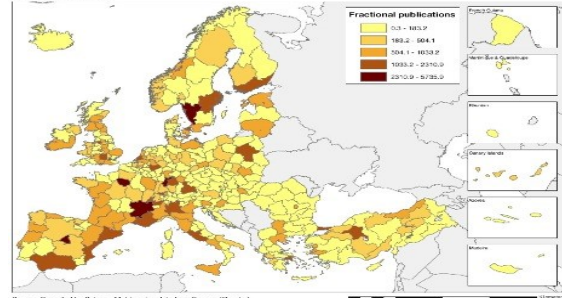 Fractional publications
0.3 - 183.2
183.2 - 504.1
504.1 - 1033.2
1033.2 - 2310.9
2310.9 - 5735.9
French Guiana
Martinique & Guadeloupe
Réunion
Canary Islands
Azores
Madeira